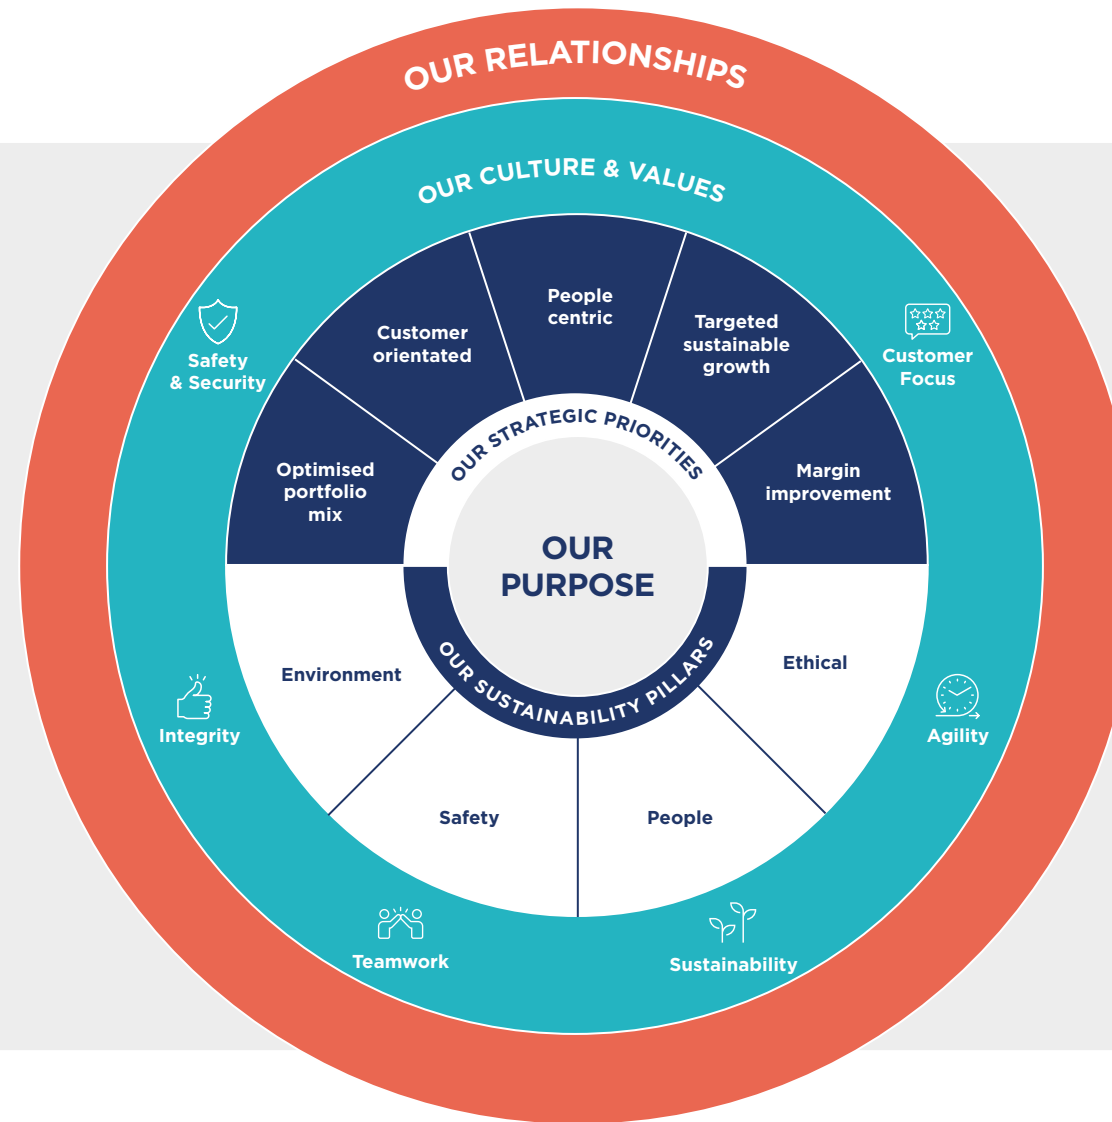 OUR RELATIONSHIPS
OUR CULTURE & VALUES
Safety
& Security
Customer
Focus
Integrity
Agility
Teamwork
Sustainability
Optimised
portfolio
mix
Customer
orientated
People
centric
Targeted
sustainable
growth
Margin
improvement
OUR STRATEGIC PRIORITIES
OUR
PURPOSE
OUR SUSTAINABILITY PILLARS
Environment
Safety
People
Ethical